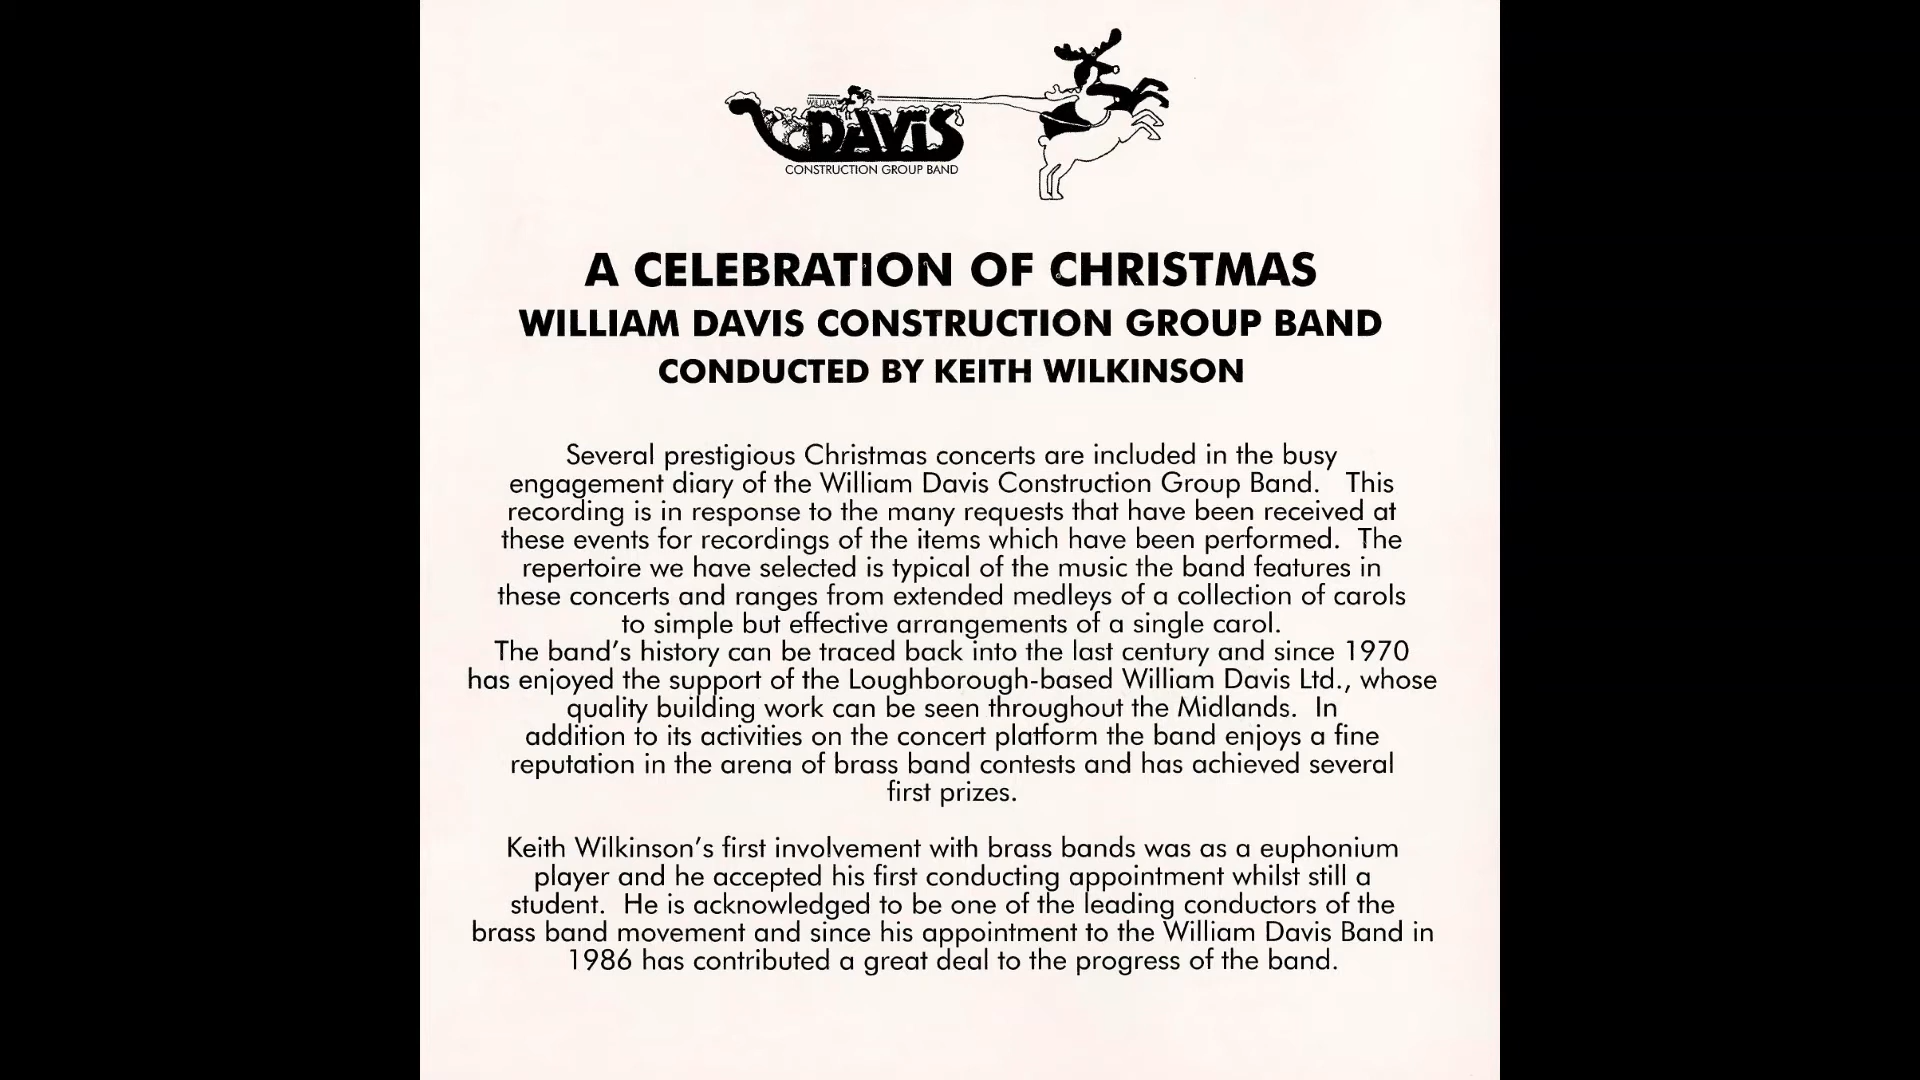 WILLIAM
DAVIS
CONSTRUCTION GROUP BAND
A CELEBRATION OF CHRISTMAS
WILLIAM DAVIS CONSTRUCTION GROUP BAND
CONDUCTED BY KEITH WILKINSON
Several prestigious Christmas concerts are included in the busy
engagement diary of the William Davis Construction Group Band. This
recording is in response to the many requests that have been received at
these events for recordings of the items which have been performed. The
repertoire we have selected is typical of the music the band features in
these concerts and ranges from extended medleys of a collection of carols
to simple but effective arrangements of a single carol.
The band's history can be traced back into the last century and since 1970
has enjoyed the support of the Loughborough-based William Davis Ltd., whose
quality building work can be seen throughout the Midlands. In
addition to its activities on the concert platform the band enjoys a fine
reputation in the arena of brass band contests and has achieved several
first prizes.
Keith Wilkinson's first involvement with brass bands was as a euphonium
player and he accepted his first conducting appointment whilst still a
student. He is acknowledged to be one of the leading conductors of the
brass band movement and since his appointment to the William Davis Band in
1986 has contributed a great deal to the progress of the band.